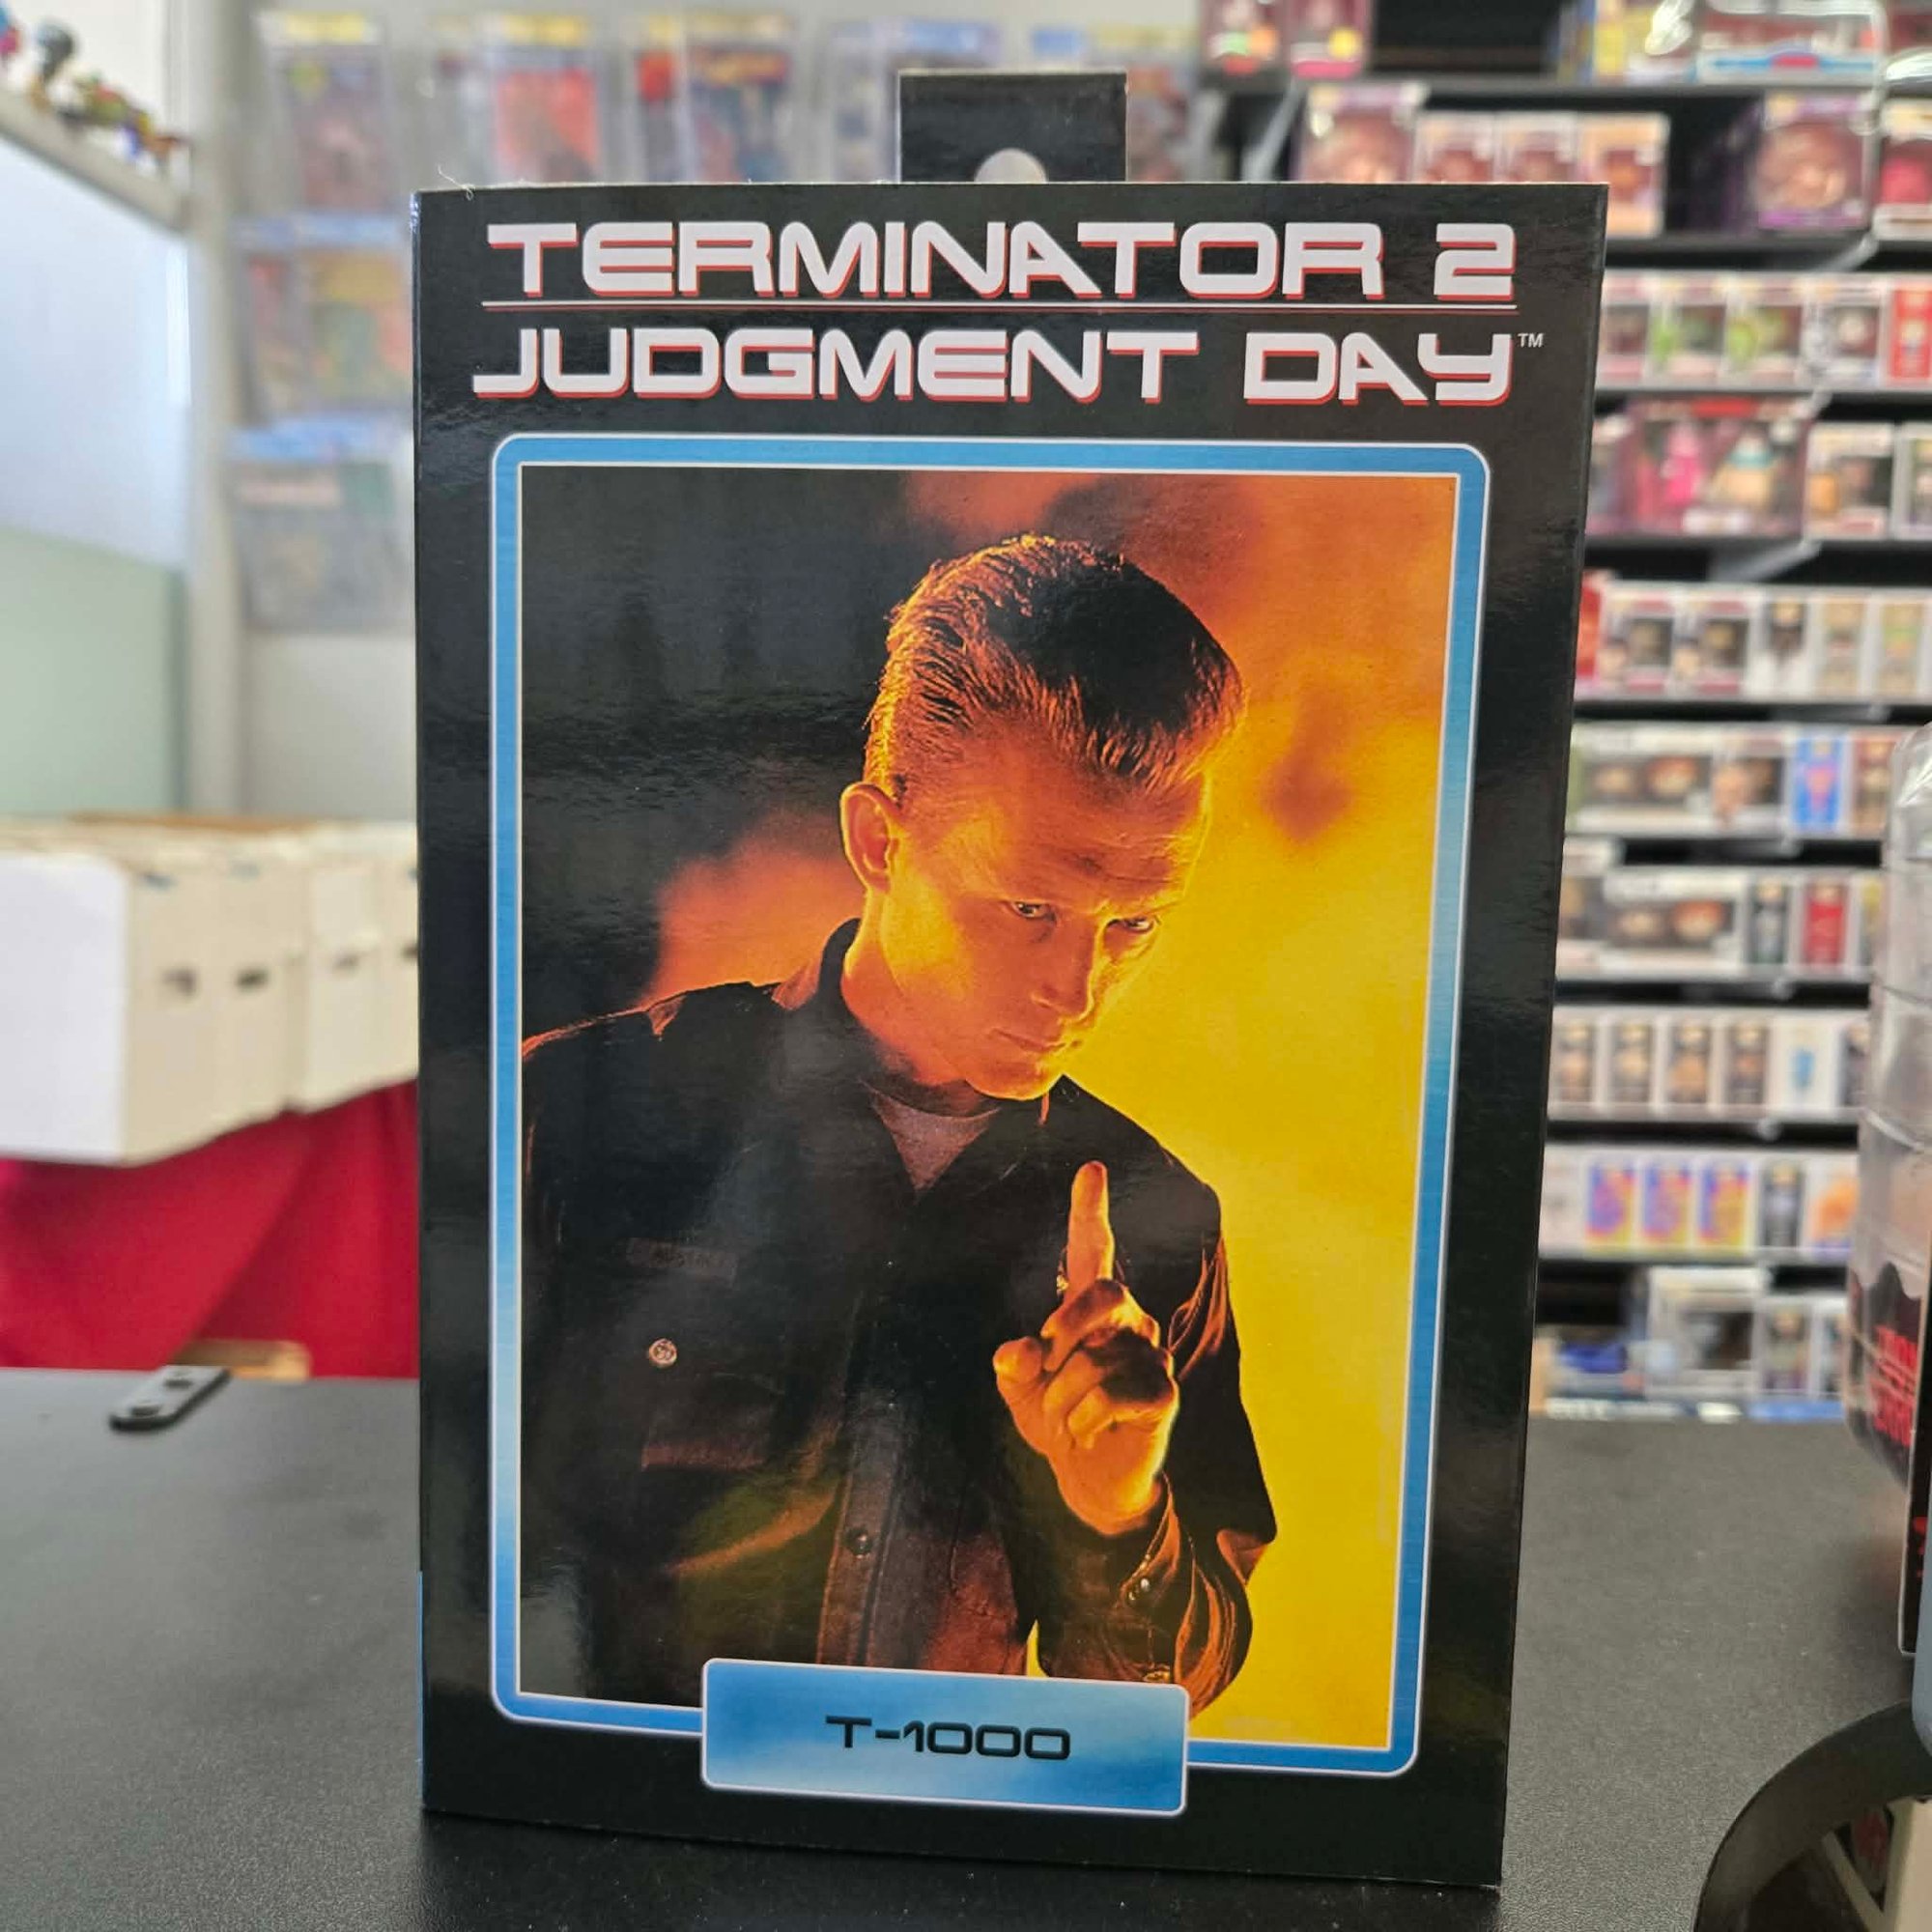 TERMINATOR 2
JUDGMENT DAY™
T-1000